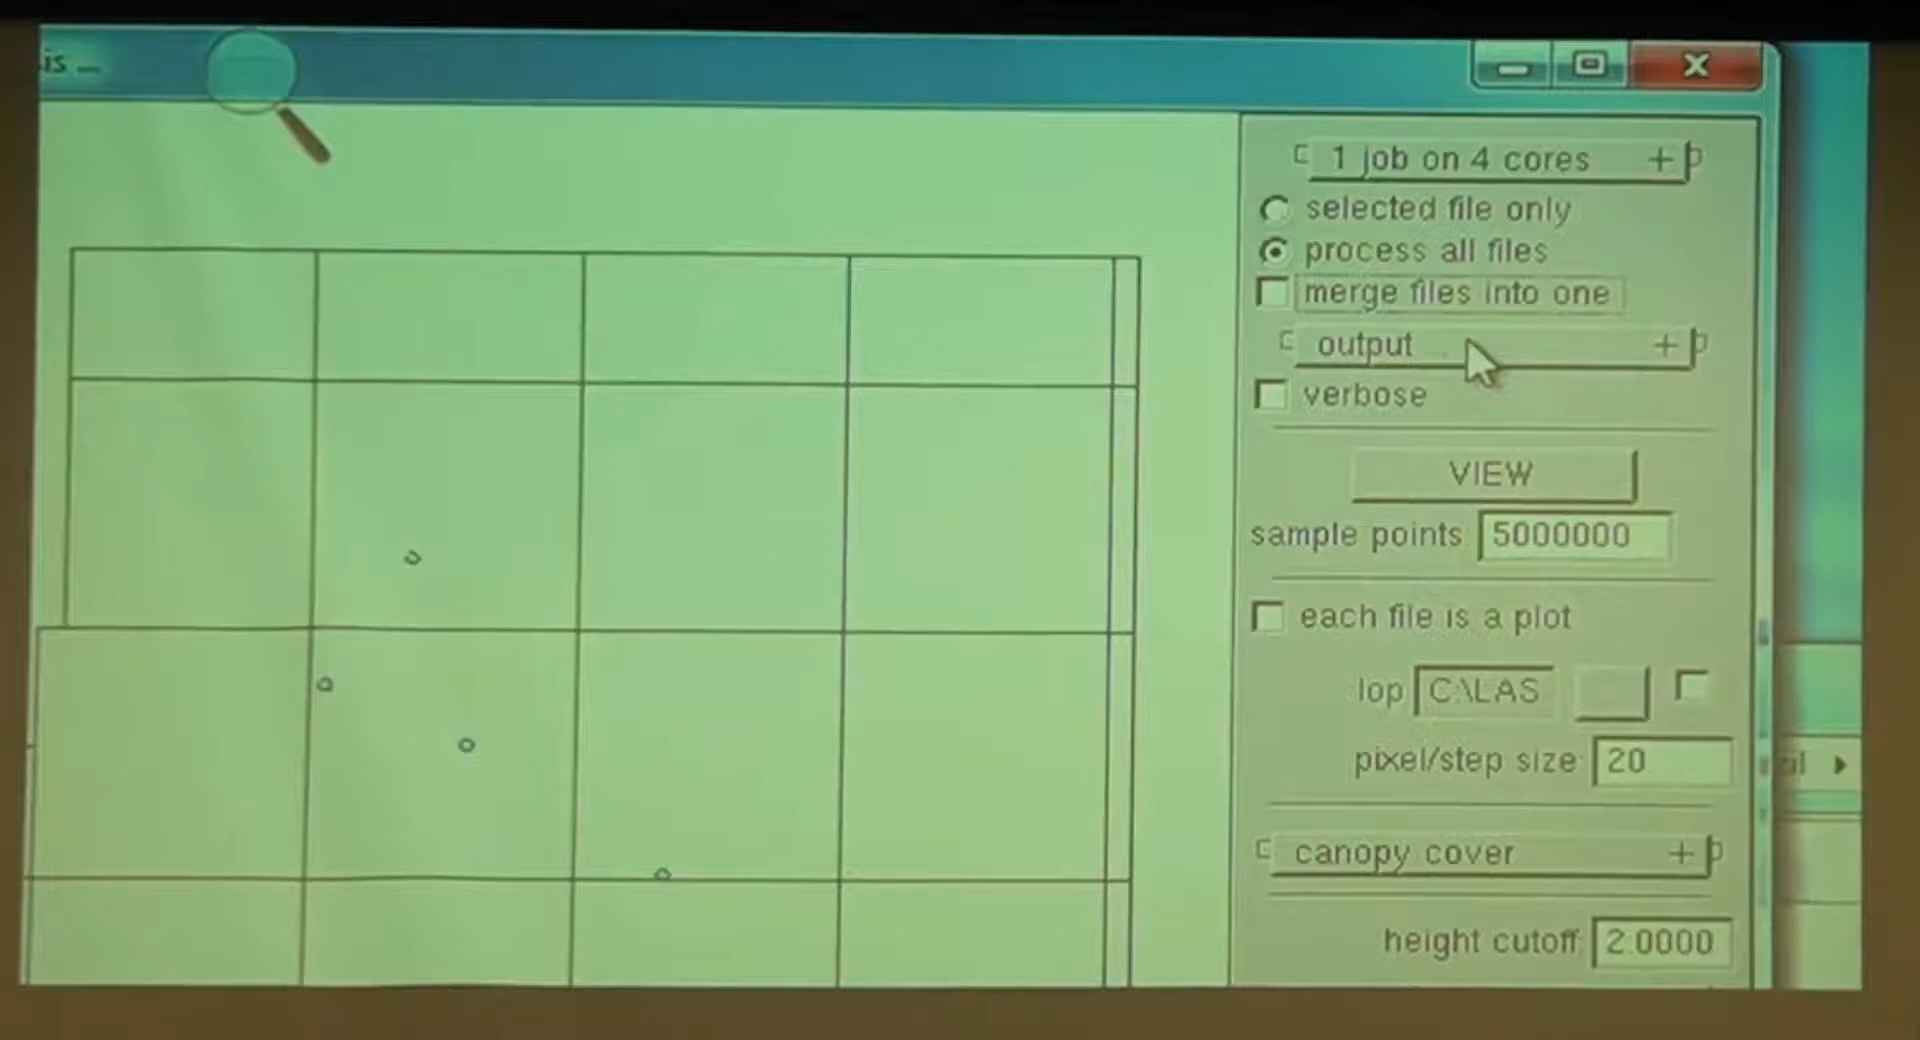 is
1 job on 4 cores +
selected file only
process all files
merge files into one
output +
verbose
VIEW
sample points 5000000
each file is a plot
lop C:\LAS
pixel/step size: 20
canopy cover +
height cutoff: 2.0000